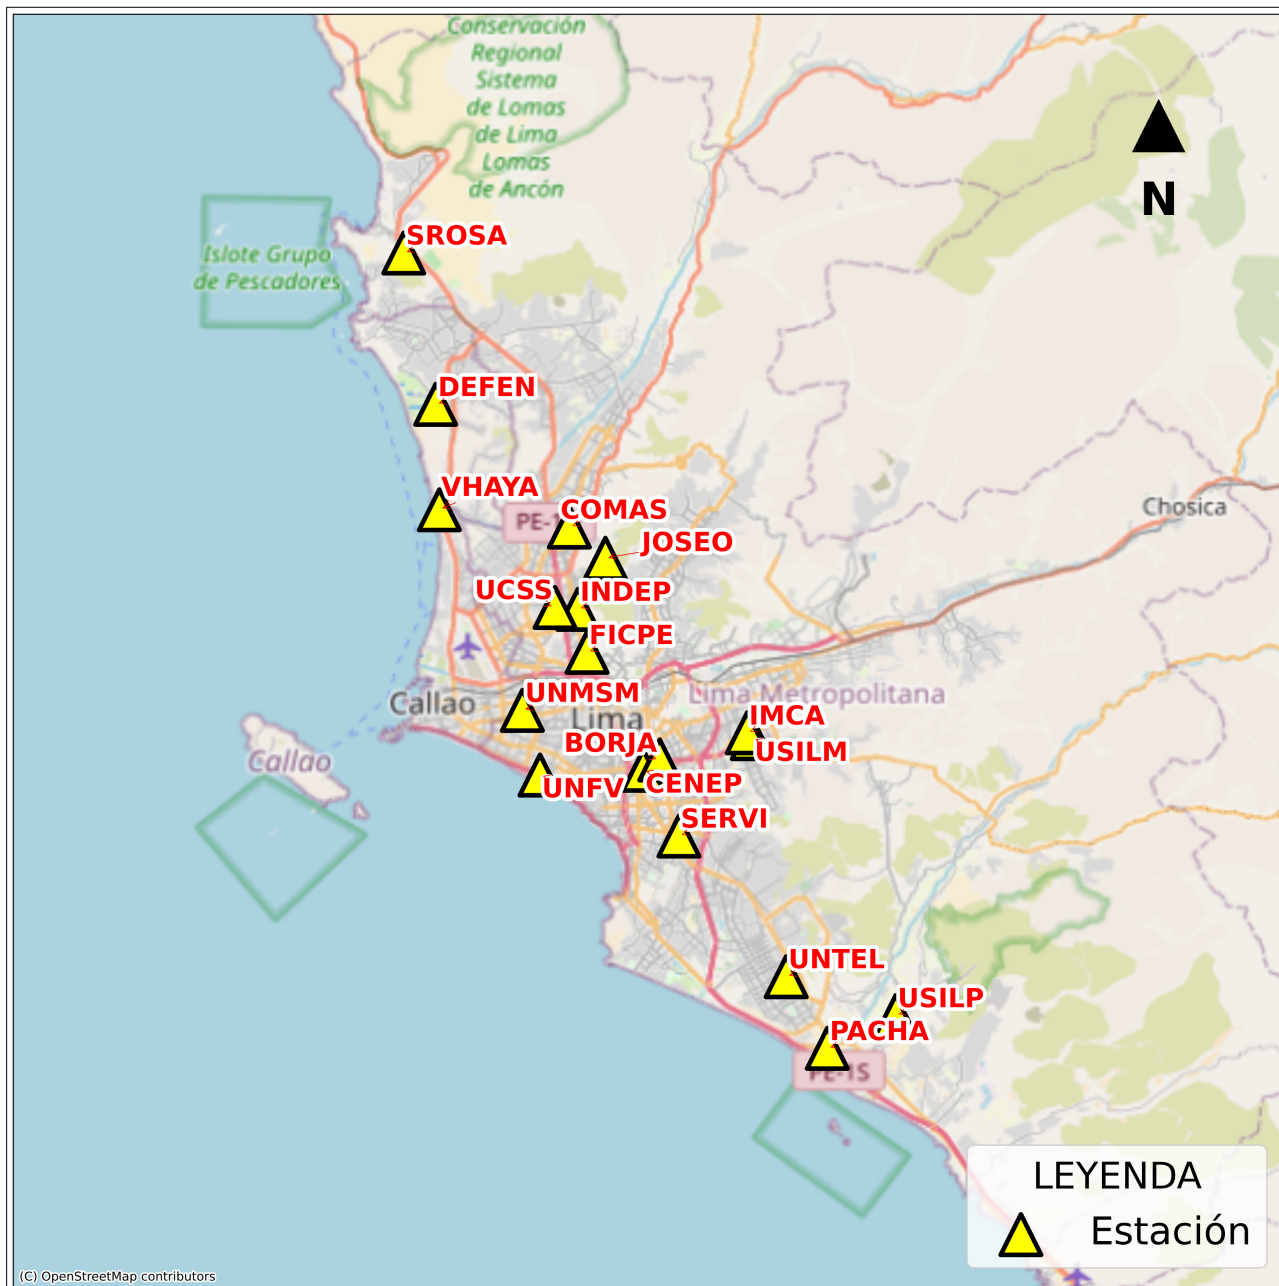 Conservación
Regional
Sistema
de Lomas
de Lima
Lomas
de Ancón
N
SROSA
Islote Grupo
de Pescadores
DEFEN
VHAYA
COMAS
PE-1
JOSEO
Chosica
UCSS
INDEP
FICPE
UNMSM
Lima Metropolitana
Callao
Lima
IMCA
BORJA
USILM
Callao
CENEP
UNFV
SERVI
UNTEL
USILP
PACHA
PE-1S
LEYENDA
Estación
(C) OpenStreetMap contributors